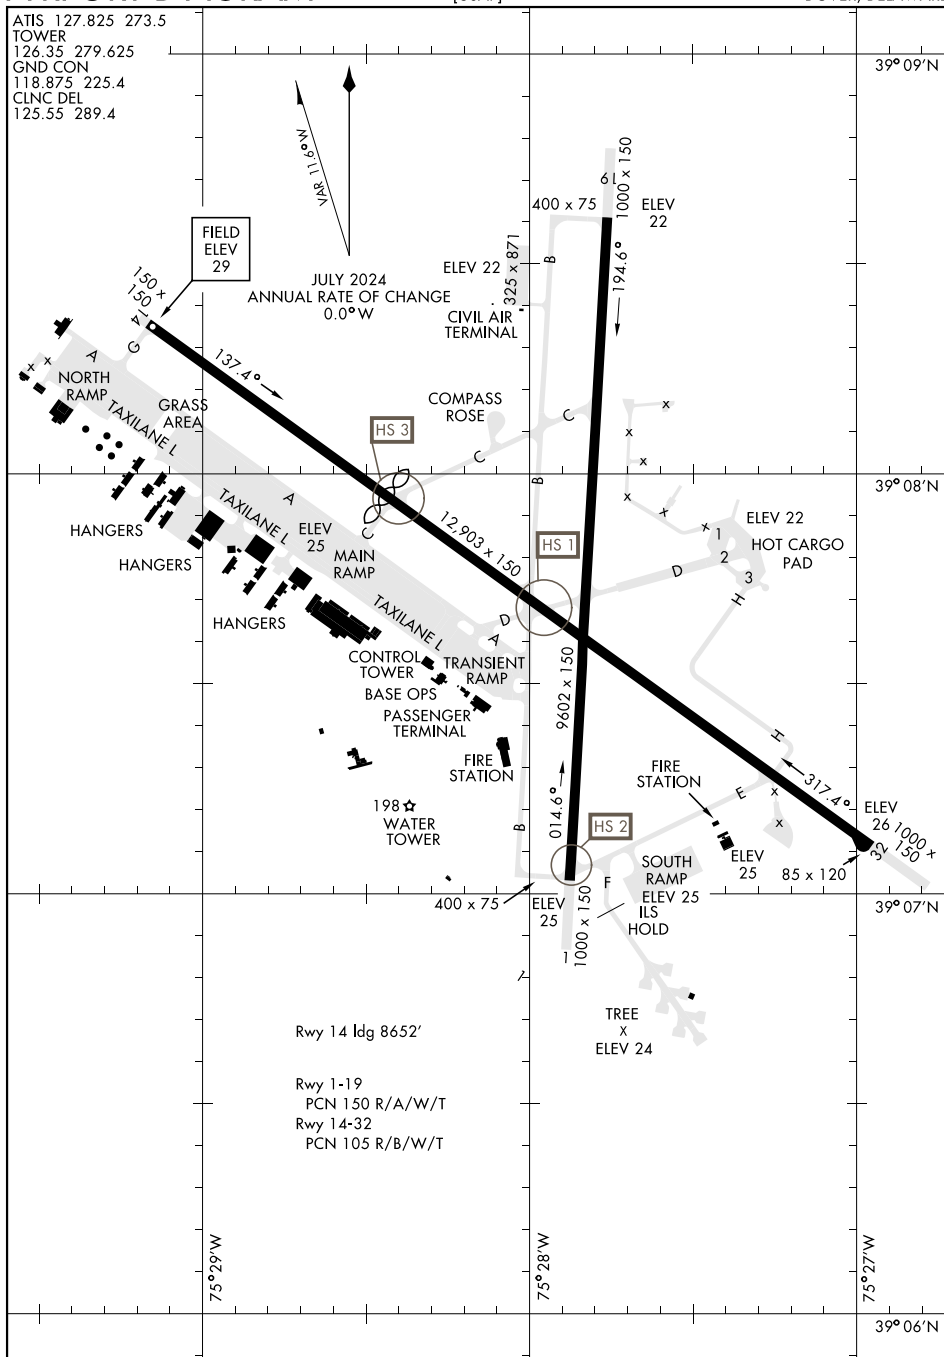 ATIS 127.825 273.5
TOWER
126.35 279.625
GND CON
118.875 225.4
CLNC DEL
125.55 289.4
39° 09'N
VAR 11.6° W
JULY 2024
ANNUAL RATE OF CHANGE
0.0° W
FIELD
ELEV
29
19
1000 x 150
400 x 75
ELEV
22
194.6°
B
ELEV 22
325 x 871
CIVIL AIR
TERMINAL
150 x
150
14
G
A
137.4°
NORTH
RAMP
TAXILANE L
GRASS
AREA
COMPASS
ROSE
C
HS 3
C
x
x
x
x
x
x
x
x
39° 08'N
B
A
TAXILANE L
ELEV
25
C
MAIN
RAMP
12,903 x 150
HS 1
ELEV 22
1
2
3
HOT CARGO
PAD
HANGERS
HANGERS
HANGERS
D
D
H
TAXILANE L
A
CONTROL
TOWER
TRANSIENT
RAMP
BASE OPS
PASSENGER
TERMINAL
9602 x 150
H
FIRE
STATION
FIRE
STATION
E
317.4°
x
x
198
WATER
TOWER
B
014.6°
HS 2
ELEV
26
1000 x
150
32
85 x 120
ELEV
25
SOUTH
RAMP
ELEV 25
F
400 x 75
ELEV
25
1000 x 150
1
ILS
HOLD
39° 07'N
TREE
x
ELEV 24
Rwy 14 ldg 8652'
Rwy 1-19
PCN 150 R/A/W/T
Rwy 14-32
PCN 105 R/B/W/T
75° 29'W
75° 28'W
75° 27'W
39° 06'N